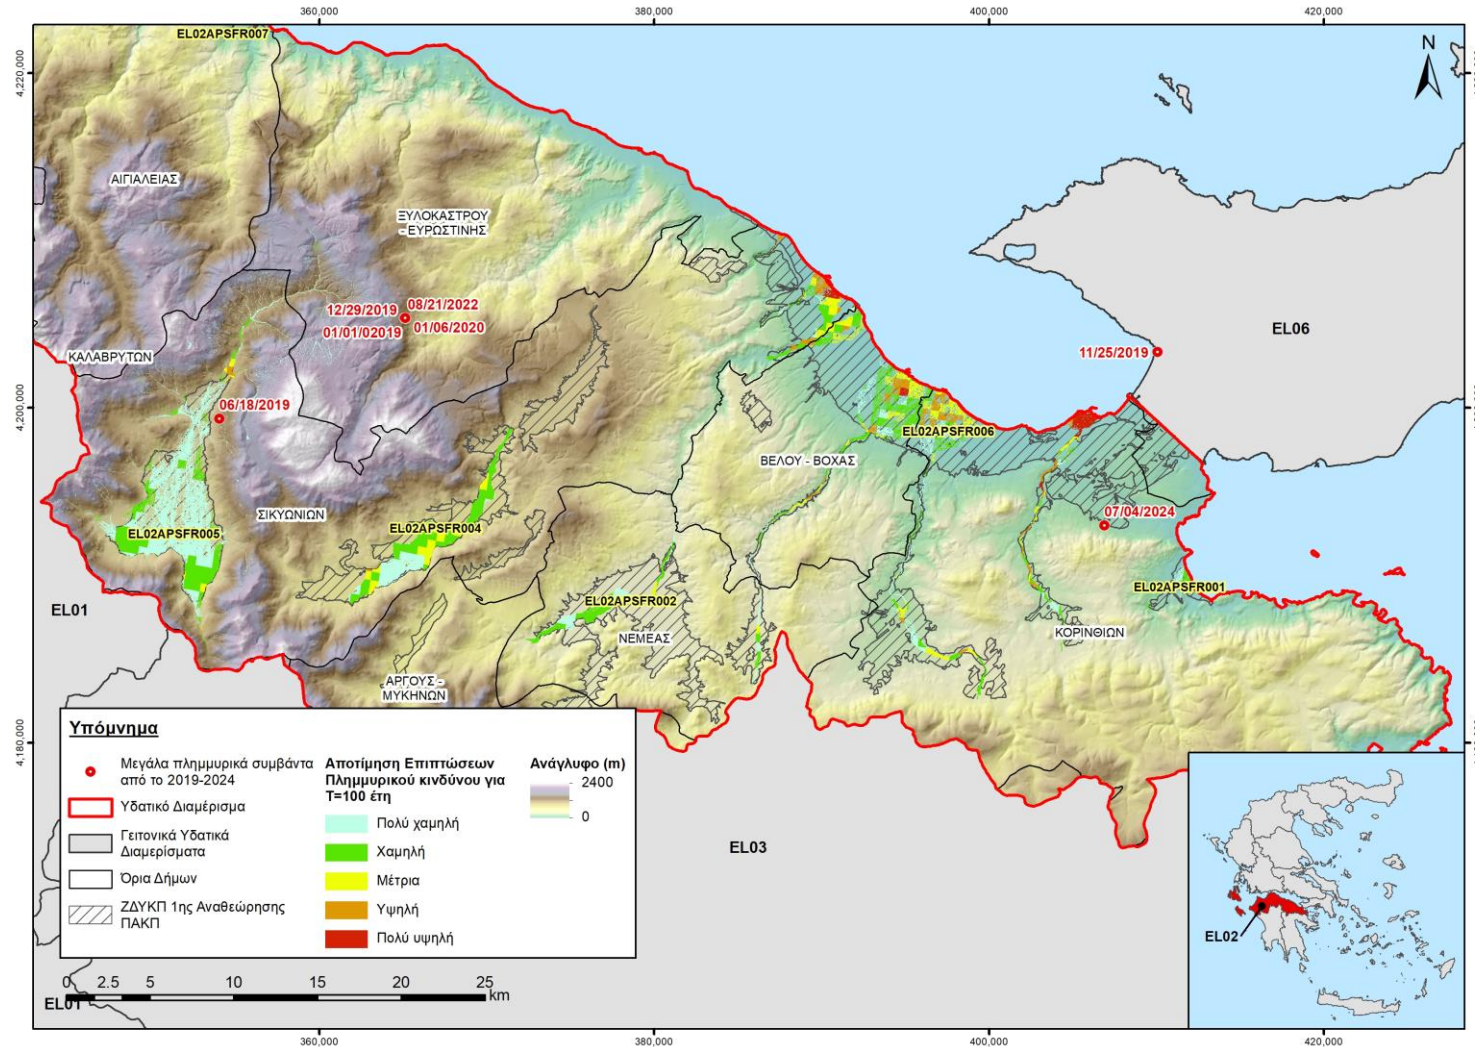 360,000
380,000
400,000
420,000
EL02APSFR007
N
4,220,000
ΑΙΓΙΑΛΕΙΑΣ
ΞΥΛΟΚΑΣΤΡΟΥ
- ΕΥΡΩΣΤΙΝΗΣ
12/29/2019
08/21/2022
01/01/02019
01/06/2020
EL06
11/25/2019
ΚΑΛΑΒΡΥΤΩΝ
06/18/2019
4,200,000
EL02APSFR006
ΒΕΛΟΥ - ΒΟΧΑΣ
ΣΙΚΥΩΝΙΩΝ
EL02APSFR004
EL02APSFR005
07/04/2024
EL02APSFR001
EL02APSFR002
EL01
ΝΕΜΕΑΣ
ΚΟΡΙΝΘΙΩΝ
ΑΡΓΟΥΣ -
ΜΥΚΗΝΩΝ
4,180,000
Υπόμνημα
Μεγάλα πλημμυρικά συμβάντα
από το 2019-2024
Υδατικό Διαμέρισμα
Γειτονικά Υδατικά
Διαμερίσματα
Όρια Δήμων
ΖΔΥΚΠ 1ης Αναθεώρησης
ΠΑΚΠ
Αποτίμηση Επιπτώσεων
Πλημμυρικού κινδύνου για
T=100 έτη
Πολύ χαμηλή
Χαμηλή
Μέτρια
Υψηλή
Πολύ υψηλή
Ανάγλυφο (m)
2400
0
EL03
EL02
0 2.5 5 10 15 20 25
km
EL01
360,000
380,000
400,000
420,000